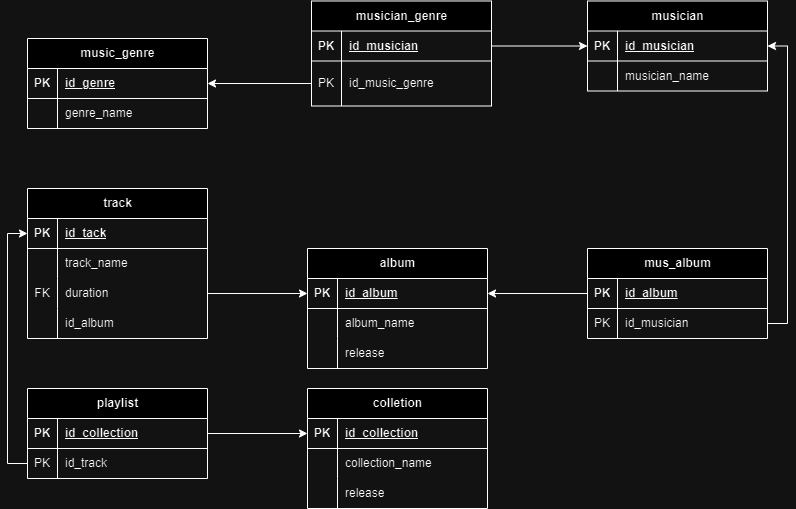 musician_genre
PK id_musician
PK id_music_genre
musician
PK id_musician
musician_name
music_genre
PK id_genre
genre_name
track
PK id_tack
track_name
FK duration
id_album
album
PK id_album
album_name
release
mus_album
PK id_album
PK id_musician
playlist
PK id_collection
PK id_track
colletion
PK id_collection
collection_name
release